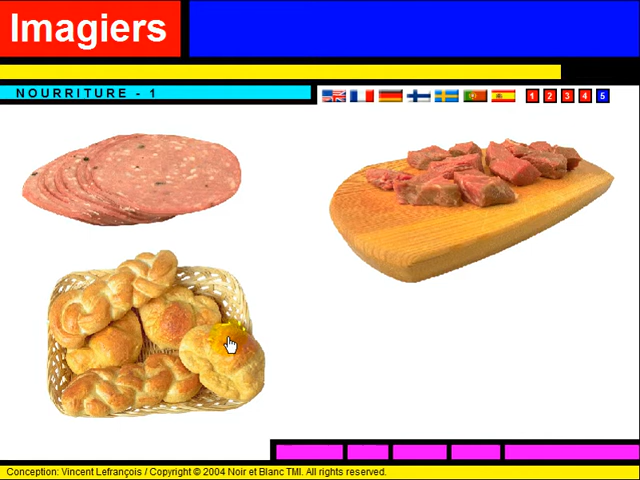 Imagiers
NOURRITURE - 1
1 2 3 4 5
Conception: Vincent Lefrançois / Copyright © 2004 Noir et Blanc TMI. All rights reserved.